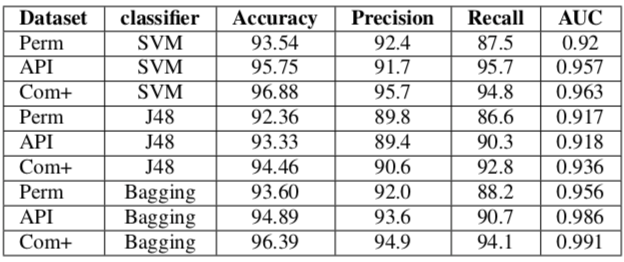 Dataset classifier Accuracy Precision Recall AUC
Perm SVM 93.54 92.4 87.5 0.92
API SVM 95.75 91.7 95.7 0.957
Com+ SVM 96.88 95.7 94.8 0.963
Perm J48 92.36 89.8 86.6 0.917
API J48 93.33 89.4 90.3 0.918
Com+ J48 94.46 90.6 92.8 0.936
Perm Bagging 93.60 92.0 88.2 0.956
API Bagging 94.89 93.6 90.7 0.986
Com+ Bagging 96.39 94.9 94.1 0.991